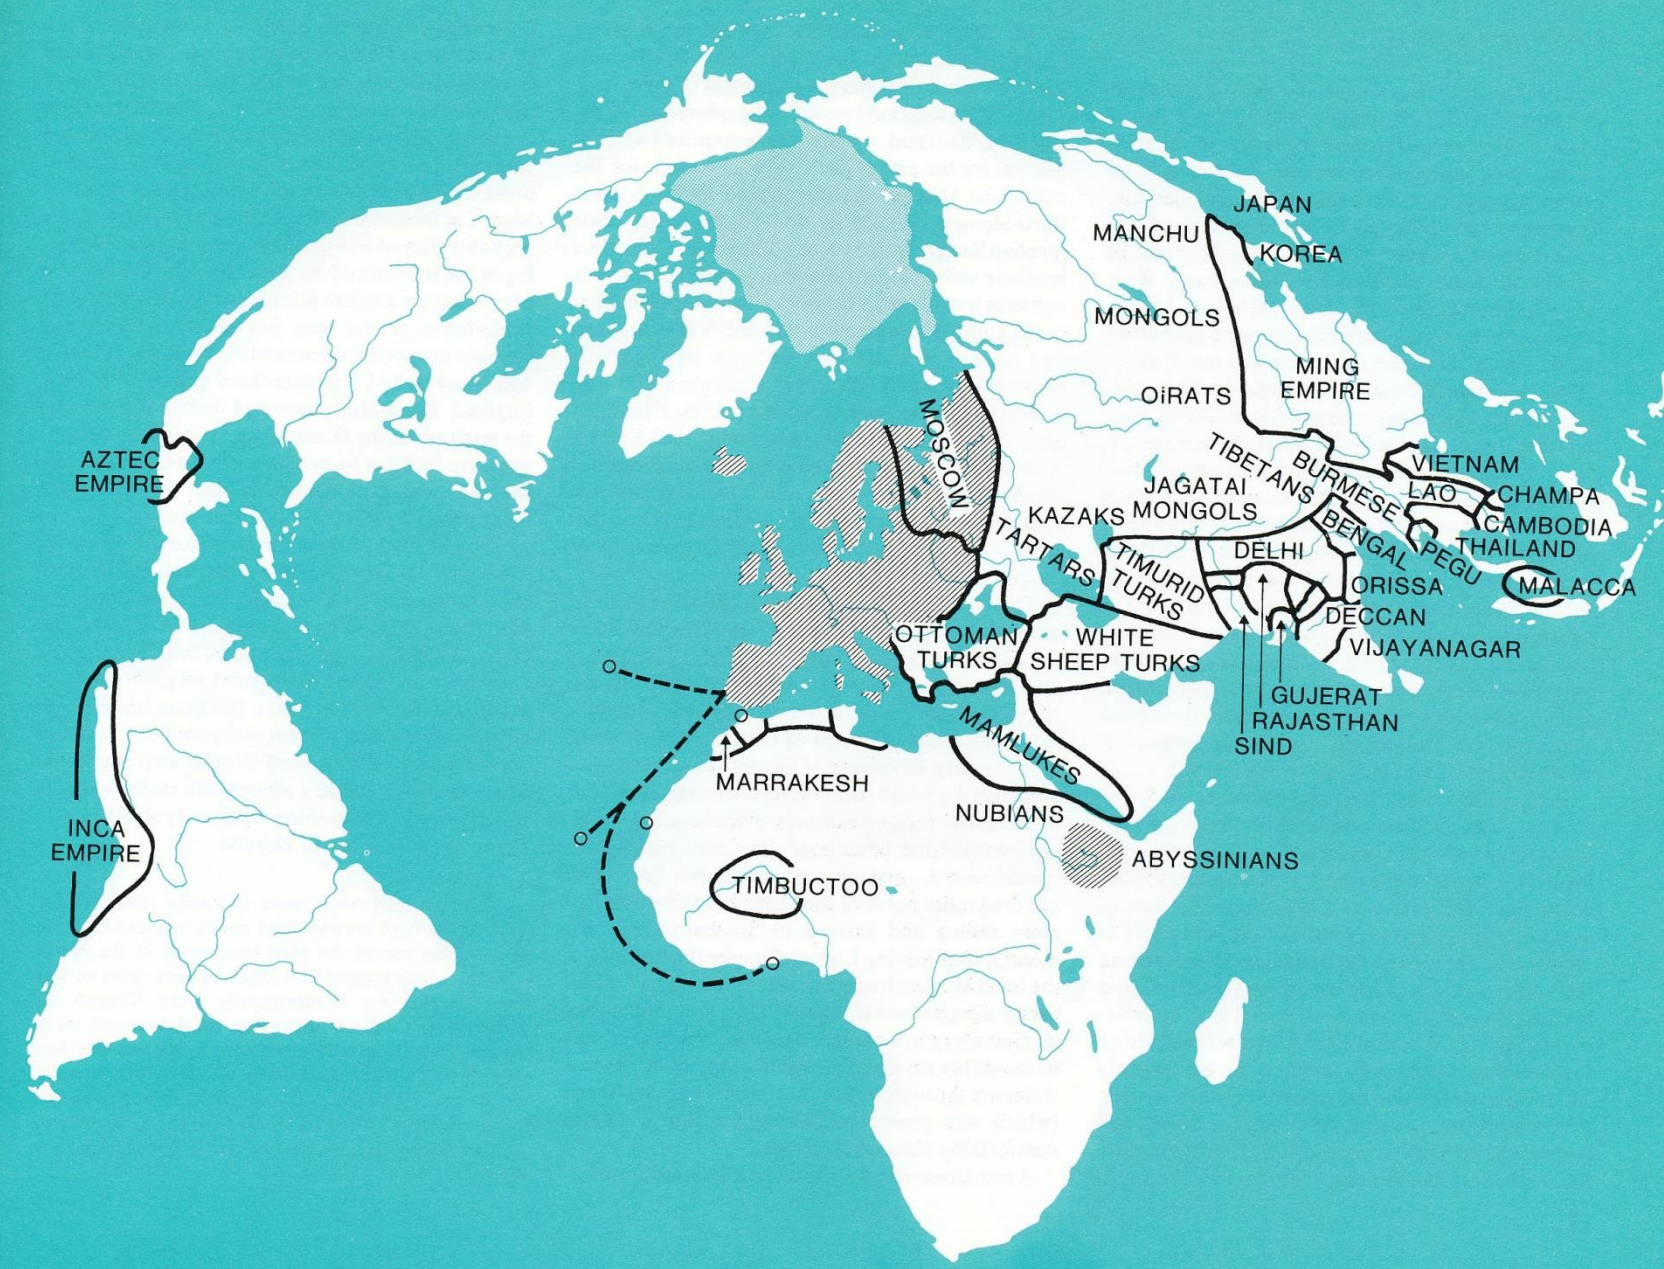 JAPAN
MANCHU
KOREA
MONGOLS
MING
EMPIRE
OiRATS
MOSCOW
TIBETANS
BURMESE
VIETNAM
LAO
CHAMPA
CAMBODIA
THAILAND
JAGATAI
MONGOLS
KAZAKS
TARTARS
TIMURID
TURKS
DELHI
BENGAL
PEGU
ORISSA
MALACCA
DECCAN
VIJAYANAGAR
OTTOMAN
TURKS
WHITE
SHEEP TURKS
GUJERAT
RAJASTHAN
SIND
AZTEC
EMPIRE
MAMLUKES
MARRAKESH
NUBIANS
INCA
EMPIRE
ABYSSINIANS
TIMBUCTOO